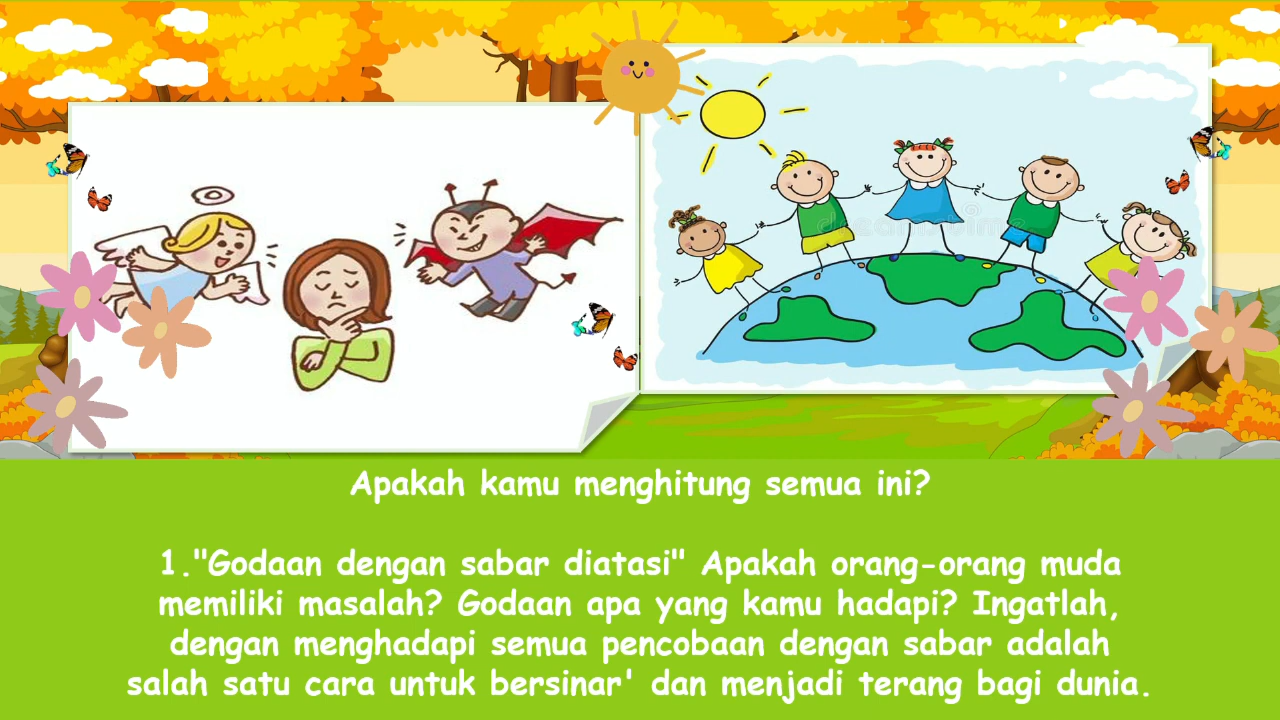 dreamstime
Apakah kamu menghitung semua ini?
1."Godaan dengan sabar diatasi" Apakah orang-orang muda
memiliki masalah? Godaan apa yang kamu hadapi? Ingatlah,
dengan menghadapi semua pencobaan dengan sabar adalah
salah satu cara untuk bersinar' dan menjadi terang bagi dunia.